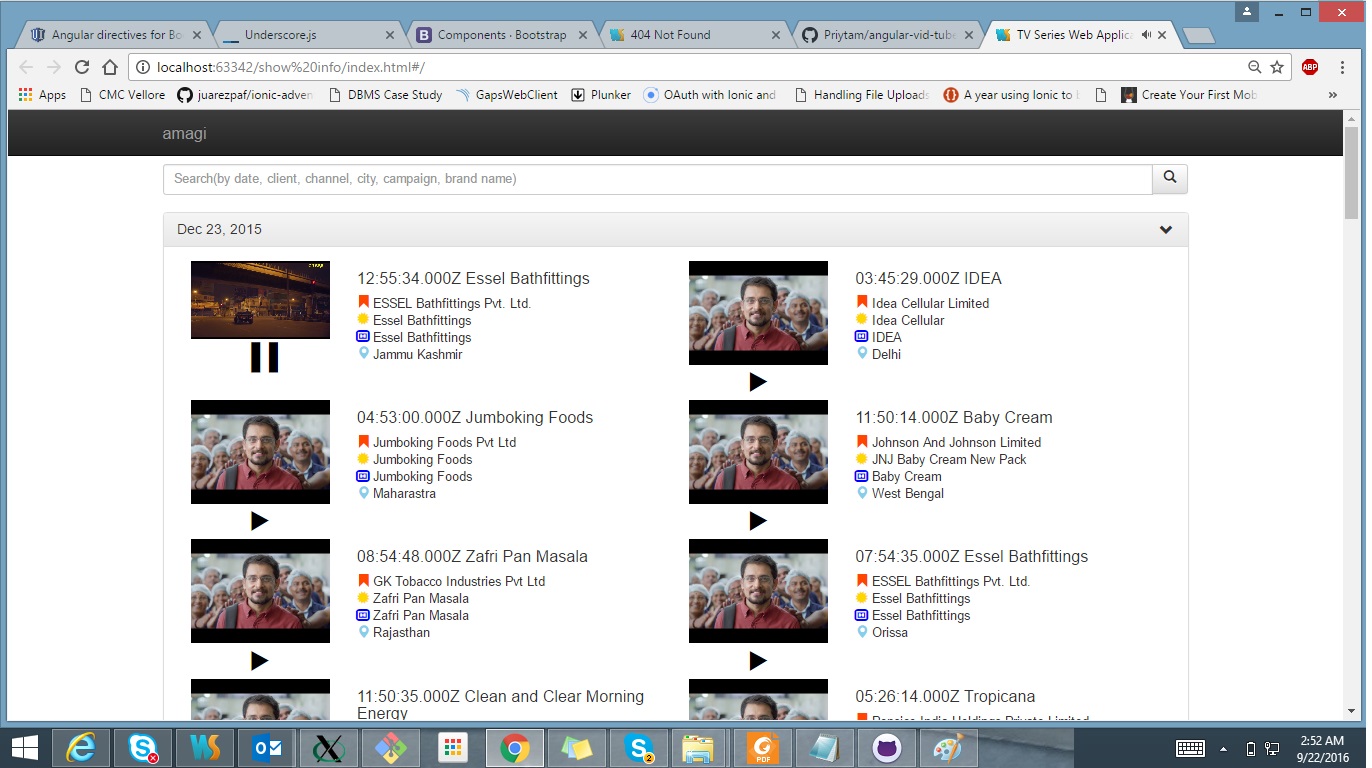 Angular directives for Bo
Underscore.js
Components · Bootstrap
404 Not Found
Priytam/angular-vid-tube
TV Series Web Applica
localhost:63342/show%20info/index.html#/
ABP
Apps
CMC Vellore
juarezpaf/ionic-adven
DBMS Case Study
GapsWebClient
Plunker
OAuth with Ionic and
Handling File Uploads
A year using Ionic to b
Create Your First Mob
»
amagi
Search(by date, client, channel, city, campaign, brand name)
Dec 23, 2015
12:55:34.000Z Essel Bathfittings
ESSEL Bathfittings Pvt. Ltd.
Essel Bathfittings
Essel Bathfittings
Jammu Kashmir
03:45:29.000Z IDEA
Idea Cellular Limited
Idea Cellular
IDEA
Delhi
04:53:00.000Z Jumboking Foods
Jumboking Foods Pvt Ltd
Jumboking Foods
Jumboking Foods
Maharastra
11:50:14.000Z Baby Cream
Johnson And Johnson Limited
JNJ Baby Cream New Pack
Baby Cream
West Bengal
08:54:48.000Z Zafri Pan Masala
GK Tobacco Industries Pvt Ltd
Zafri Pan Masala
Zafri Pan Masala
Rajasthan
07:54:35.000Z Essel Bathfittings
ESSEL Bathfittings Pvt. Ltd.
Essel Bathfittings
Essel Bathfittings
Orissa
11:50:35.000Z Clean and Clear Morning
Energy
05:26:14.000Z Tropicana
Pepsico India Holdings Private Limited
2
PDF
2:52 AM
9/22/2016